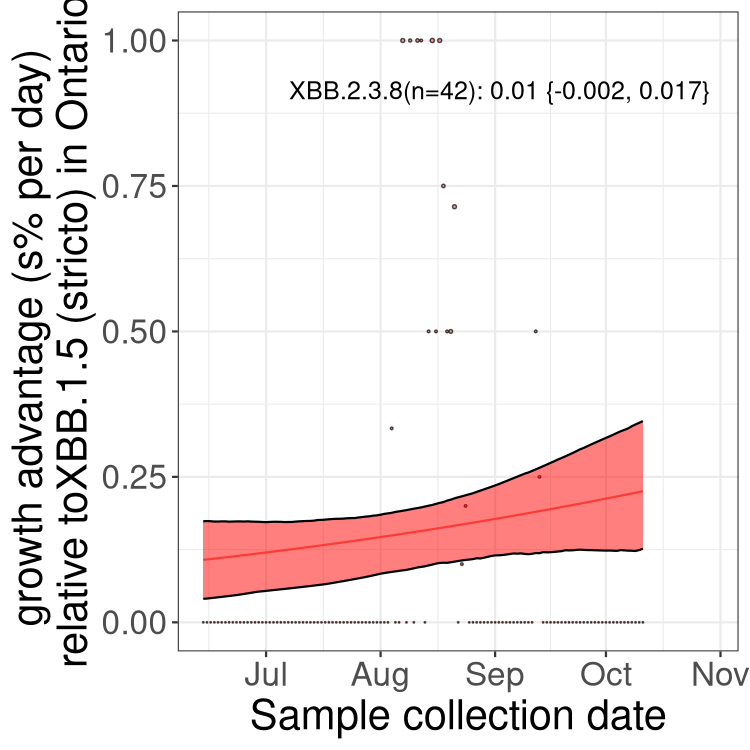 growth advantage (s% per day)
relative toXBB.1.5 (stricto) in Ontario
1.00
0.75
0.50
0.25
0.00
XBB.2.3.8(n=42): 0.01 {-0.002, 0.017}
Jul Aug Sep Oct Nov
Sample collection date